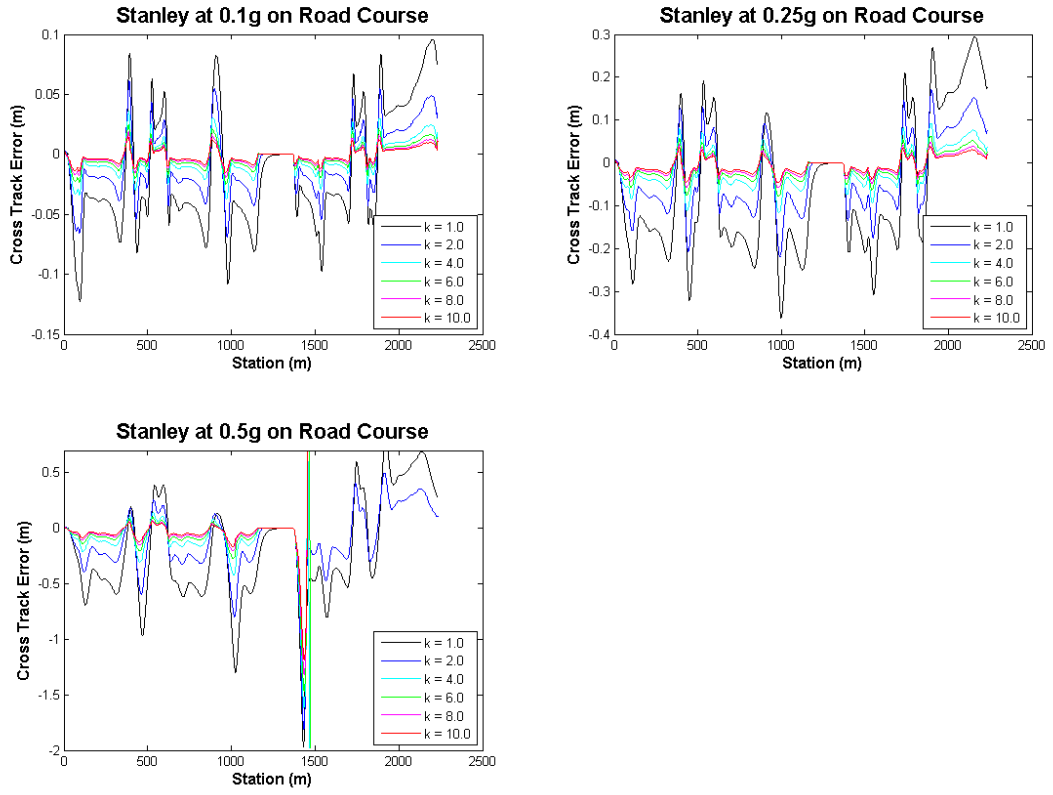 Stanley at 0.1g on Road Course
0.1
0.05
0
-0.05
-0.1
-0.15
Cross Track Error (m)
0 500 1000 1500 2000 2500
Station (m)
k = 1.0
k = 2.0
k = 4.0
k = 6.0
k = 8.0
k = 10.0
Stanley at 0.25g on Road Course
0.3
0.2
0.1
0
-0.1
-0.2
-0.3
-0.4
Cross Track Error (m)
0 500 1000 1500 2000 2500
Station (m)
k = 1.0
k = 2.0
k = 4.0
k = 6.0
k = 8.0
k = 10.0
Stanley at 0.5g on Road Course
0.5
0
-0.5
-1
-1.5
-2
Cross Track Error (m)
0 500 1000 1500 2000 2500
Station (m)
k = 1.0
k = 2.0
k = 4.0
k = 6.0
k = 8.0
k = 10.0